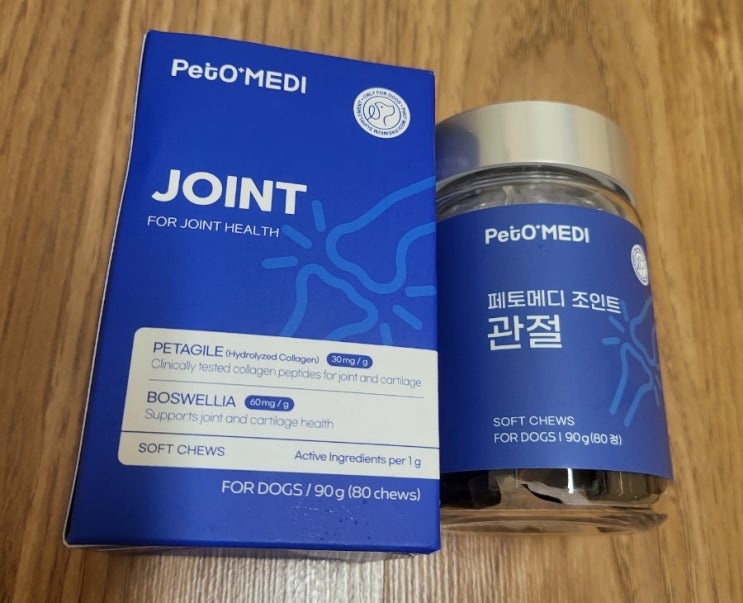 PetO⁺MEDI
JOINT
FOR JOINT HEALTH
PETAGILE (Hydrolyzed Collagen) 30mg/g
Clinically tested collagen peptides for joint and cartilage
BOSWELLIA 60mg/g
Supports joint and cartilage health
SOFT CHEWS
Active Ingredients per 1 g
FOR DOGS / 90g (80 chews)
PetO⁺MEDI
페토메디 조인트
관절
SOFT CHEWS
FOR DOGS | 90g(80정)